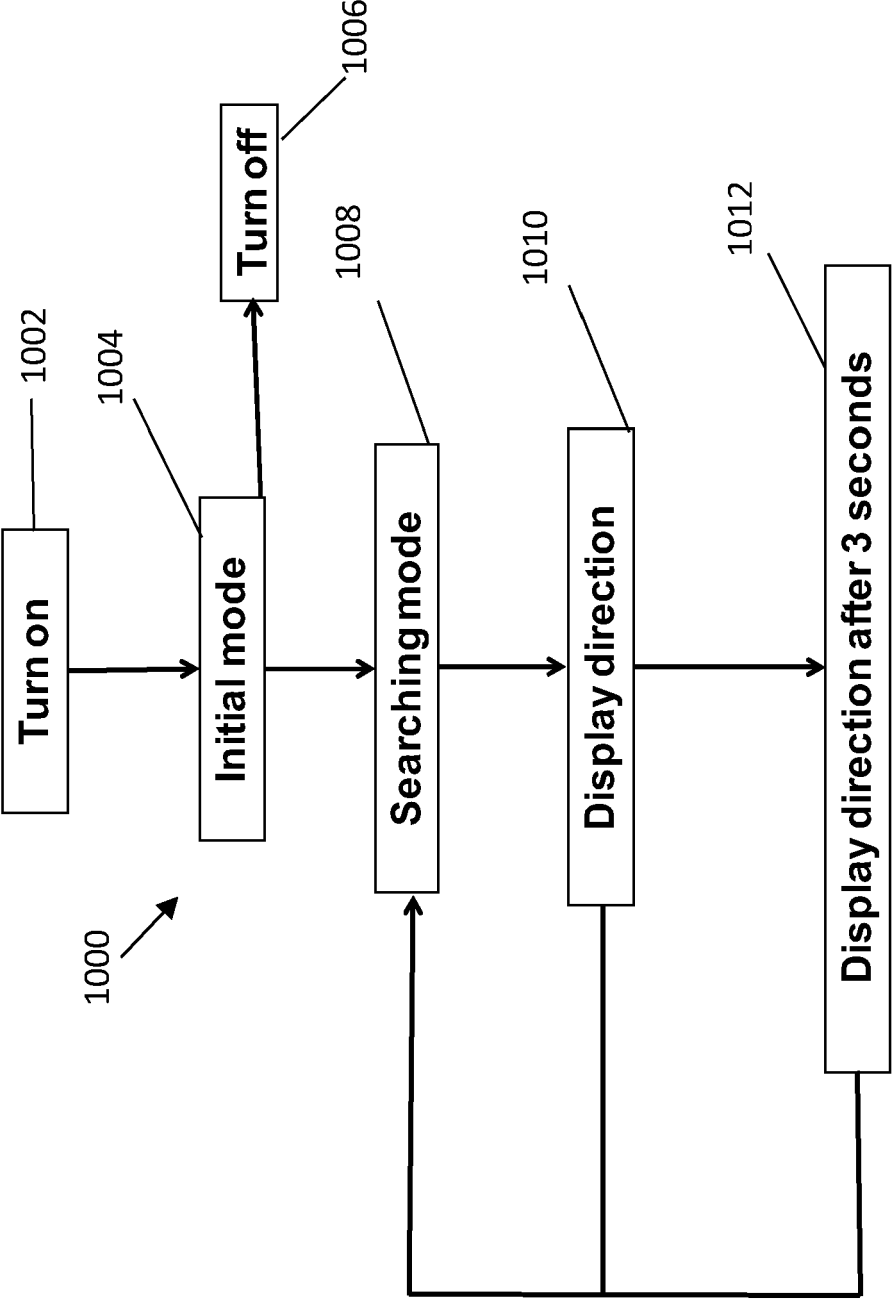 1000
Turn on
1002
Initial mode
1004
Turn off
1006
Searching mode
1008
Display direction
1010
Display direction after 3 seconds
1012